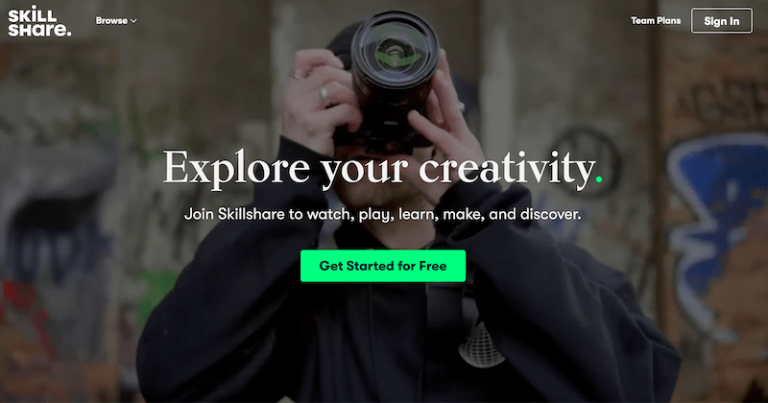 SKiLL
SHare.
Browse
Team Plans
Sign In
Explore your creativity.
Join Skillshare to watch, play, learn, make, and discover.
Get Started for Free